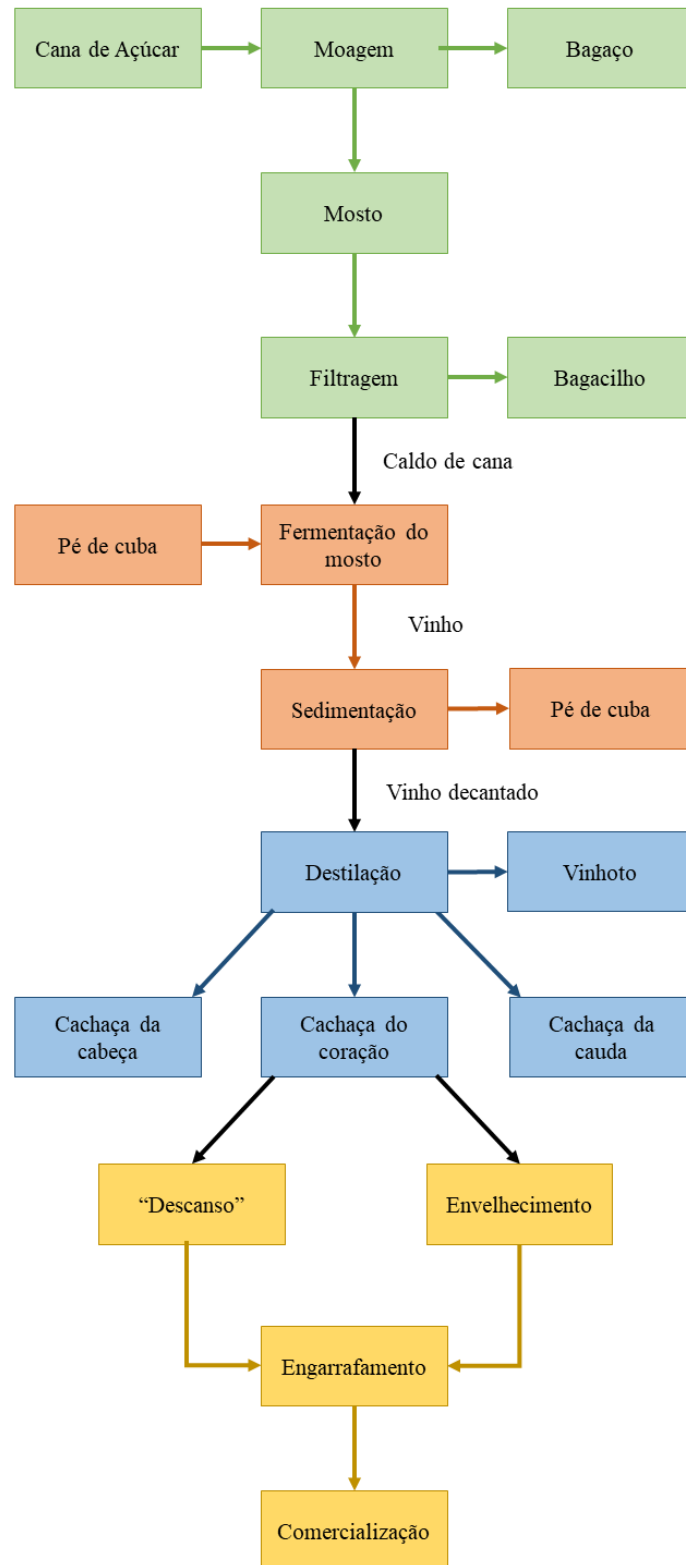 Cana de Açúcar
Moagem
Bagaço
Mosto
Filtragem
Bagacilho
Caldo de cana
Pé de cuba
Fermentação do
mosto
Vinho
Sedimentação
Pé de cuba
Vinho decantado
Destilação
Vinhoto
Cachaça da
cabeça
Cachaça do
coração
Cachaça da
cauda
“Descanso”
Envelhecimento
Engarrafamento
Comercialização